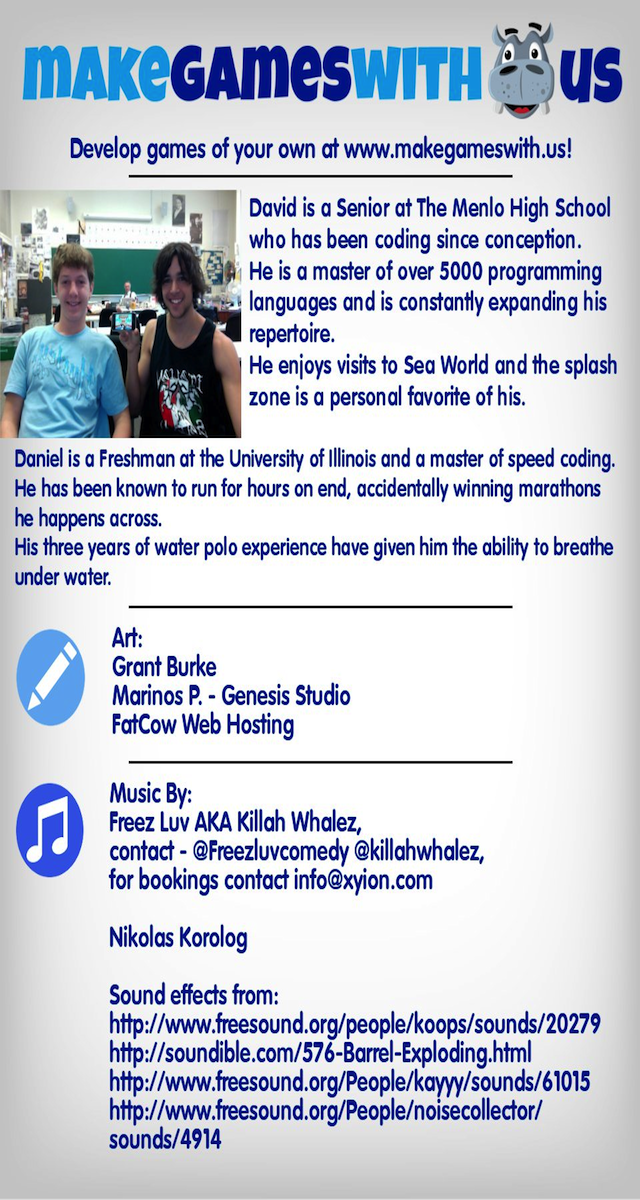 makeGameswith us
Develop games of your own at www.makegameswith.us!
David is a Senior at The Menlo High School
who has been coding since conception.
He is a master of over 5000 programming
languages and is constantly expanding his
repertoire.
He enjoys visits to Sea World and the splash
zone is a personal favorite of his.
Daniel is a Freshman at the University of Illinois and a master of speed coding.
He has been known to run for hours on end, accidentally winning marathons
he happens across.
His three years of water polo experience have given him the ability to breathe
under water.
Art:
Grant Burke
Marinos P. - Genesis Studio
FatCow Web Hosting
Music By:
Freez Luv AKA Killah Whalez,
contact - @Freezluvcomedy @killahwhalez,
for bookings contact info@xyion.com
Nikolas Korolog
Sound effects from:
http://www.freesound.org/people/koops/sounds/20279
http://soundible.com/576-Barrel-Exploding.html
http://www.freesound.org/People/kayyy/sounds/61015
http://www.freesound.org/People/noisecollector/
sounds/4914